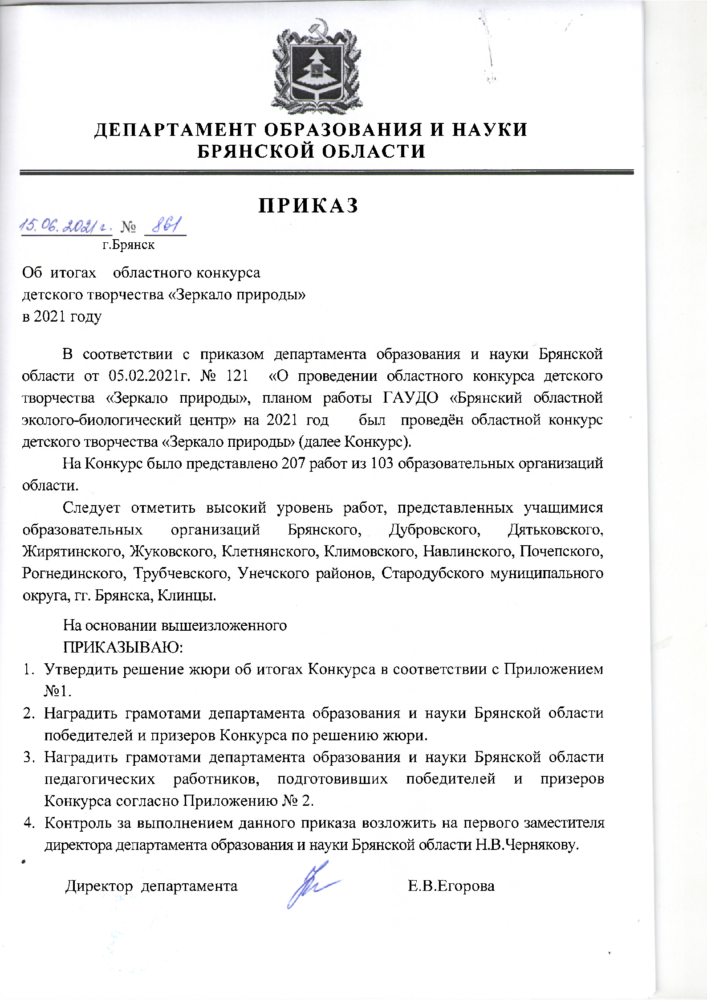 ДЕПАРТАМЕНТ ОБРАЗОВАНИЯ И НАУКИ
БРЯНСКОЙ ОБЛАСТИ
ПРИКАЗ
15.06.2021 г. № 861
г.Брянск
Об итогах областного конкурса
детского творчества «Зеркало природы»
в 2021 году
В соответствии с приказом департамента образования и науки Брянской
области от 05.02.2021г. № 121 «О проведении областного конкурса детского
творчества «Зеркало природы», планом работы ГАУДО «Брянский областной
эколого-биологический центр» на 2021 год был проведён областной конкурс
детского творчества «Зеркало природы» (далее Конкурс).
На Конкурс было представлено 207 работ из 103 образовательных организаций
области.
Следует отметить высокий уровень работ, представленных учащимися
образовательных организаций Брянского, Дубровского, Дятьковского,
Жирятинского, Жуковского, Клетнянского, Климовского, Навлинского, Почепского,
Рогнединского, Трубчевского, Унечского районов, Стародубского муниципального
округа, гг. Брянска, Клинцы.
На основании вышеизложенного
ПРИКАЗЫВАЮ:
1. Утвердить решение жюри об итогах Конкурса в соответствии с Приложением
№1.
2. Наградить грамотами департамента образования и науки Брянской области
победителей и призеров Конкурса по решению жюри.
3. Наградить грамотами департамента образования и науки Брянской области
педагогических работников, подготовивших победителей и призеров
Конкурса согласно Приложению № 2.
4. Контроль за выполнением данного приказа возложить на первого заместителя
директора департамента образования и науки Брянской области Н.В.Чернякову.
Директор департамента Е.В.Егорова